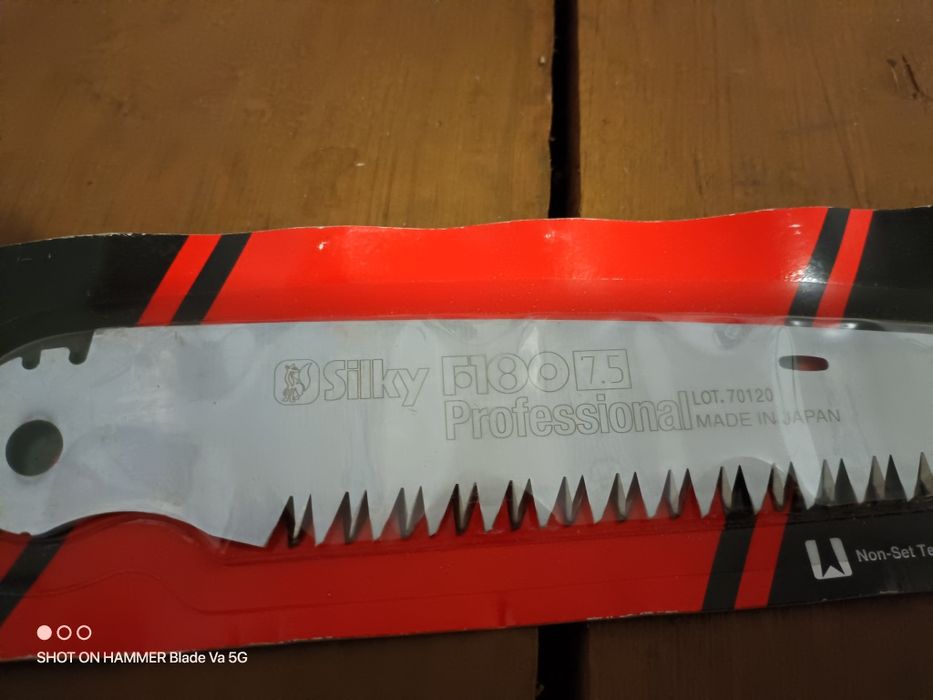 Silky F180 7.5
Professional LOT.70120
MADE IN JAPAN
Non-Set Te
SHOT ON HAMMER Blade Va 5G